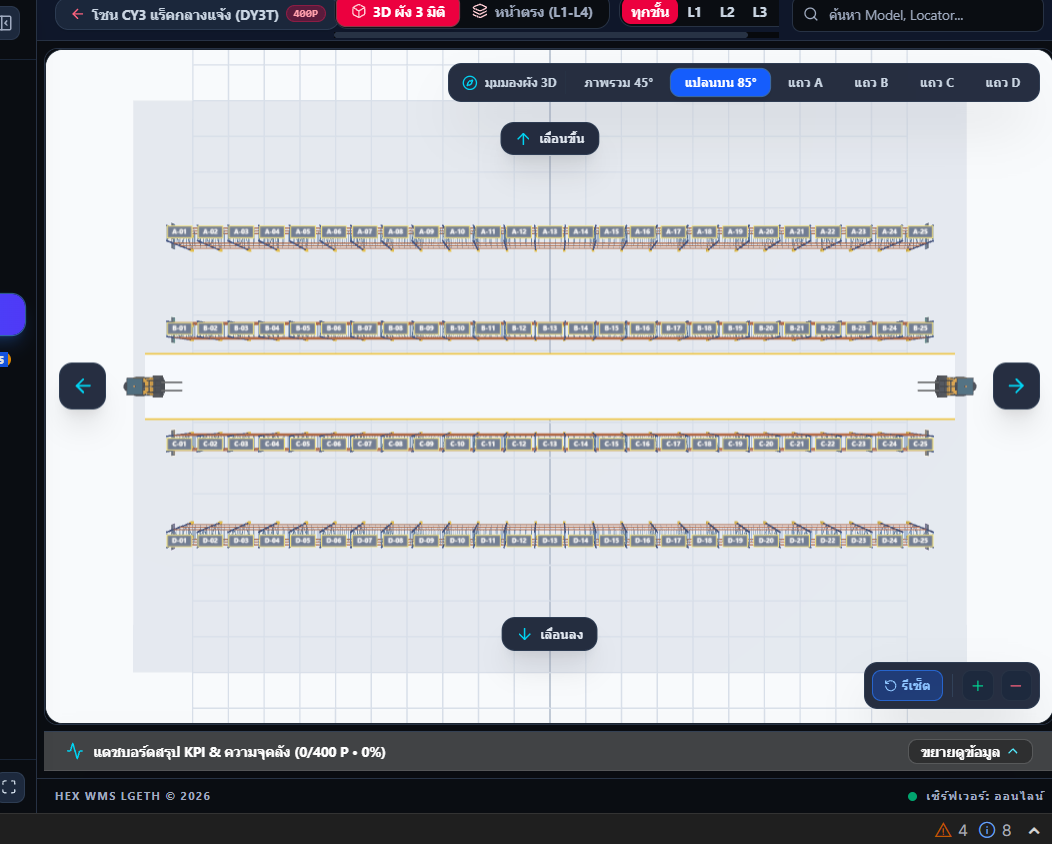 โซน CY3 แร็คกลางแจ้ง (DY3T) 400P 3D ผัง 3 มิติ หน้าตรง (L1-L4) ทุกชั้น L1 L2 L3 ค้นหา Model, Locator...
มุมมองผัง 3D ภาพรวม 45° แปลนบน 85° แถว A แถว B แถว C แถว D
เลื่อนขึ้น
A-01 A-02 A-03 A-04 A-05 A-06 A-07 A-08 A-09 A-10 A-11 A-12 A-13 A-14 A-15 A-16 A-17 A-18 A-19 A-20 A-21 A-22 A-23 A-24 A-25
B-01 B-02 B-03 B-04 B-05 B-06 B-07 B-08 B-09 B-10 B-11 B-12 B-13 B-14 B-15 B-16 B-17 B-18 B-19 B-20 B-21 B-22 B-23 B-24 B-25
C-01 C-02 C-03 C-04 C-05 C-06 C-07 C-08 C-09 C-10 C-11 C-12 C-13 C-14 C-15 C-16 C-17 C-18 C-19 C-20 C-21 C-22 C-23 C-24 C-25
D-01 D-02 D-03 D-04 D-05 D-06 D-07 D-08 D-09 D-10 D-11 D-12 D-13 D-14 D-15 D-16 D-17 D-18 D-19 D-20 D-21 D-22 D-23 D-24 D-25
เลื่อนลง
รีเซ็ต
แดชบอร์ดสรุป KPI & ความจุคลัง (0/400 P • 0%) ขยายดูข้อมูล
HEX WMS LGETH © 2026 เซิร์ฟเวอร์: ออนไลน์
4 8